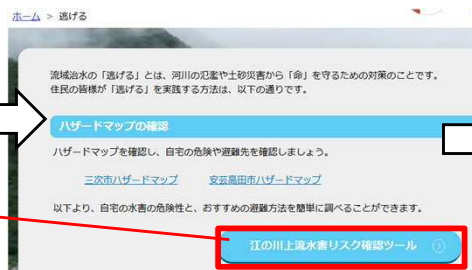 ホーム > 逃げる
流域治水の「逃げる」とは、河川の氾濫や土砂災害から「命」を守るための対策のことです。
住民の皆様が「逃げる」を実践する方法は、以下の通りです。
ハザードマップの確認
ハザードマップを確認し、自宅の危険や避難先を確認しましょう。
三次市ハザードマップ 安芸高田市ハザードマップ
以下より、自宅の水害の危険性と、おすすめの避難方法を簡単に調べることができます。
江の川上流水害リスク確認ツール